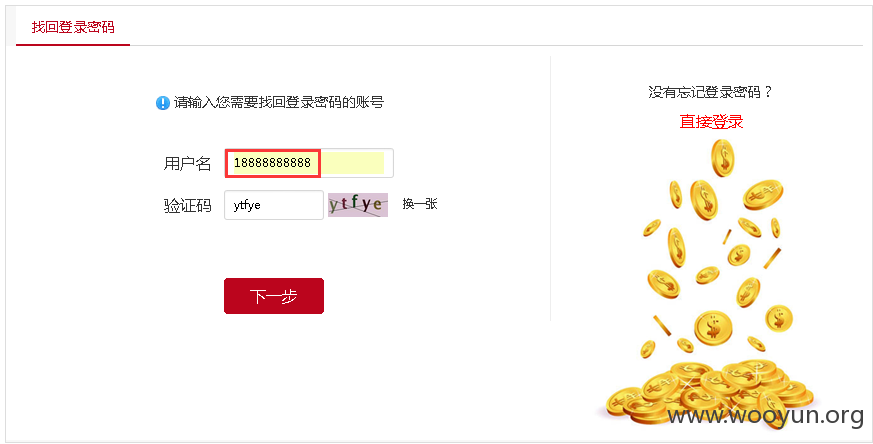 找回登录密码
请输入您需要找回登录密码的账号
用户名 18888888888
验证码 ytfye ytfye 换一张
下一步
没有忘记登录密码？
直接登录
www.wooyun.org